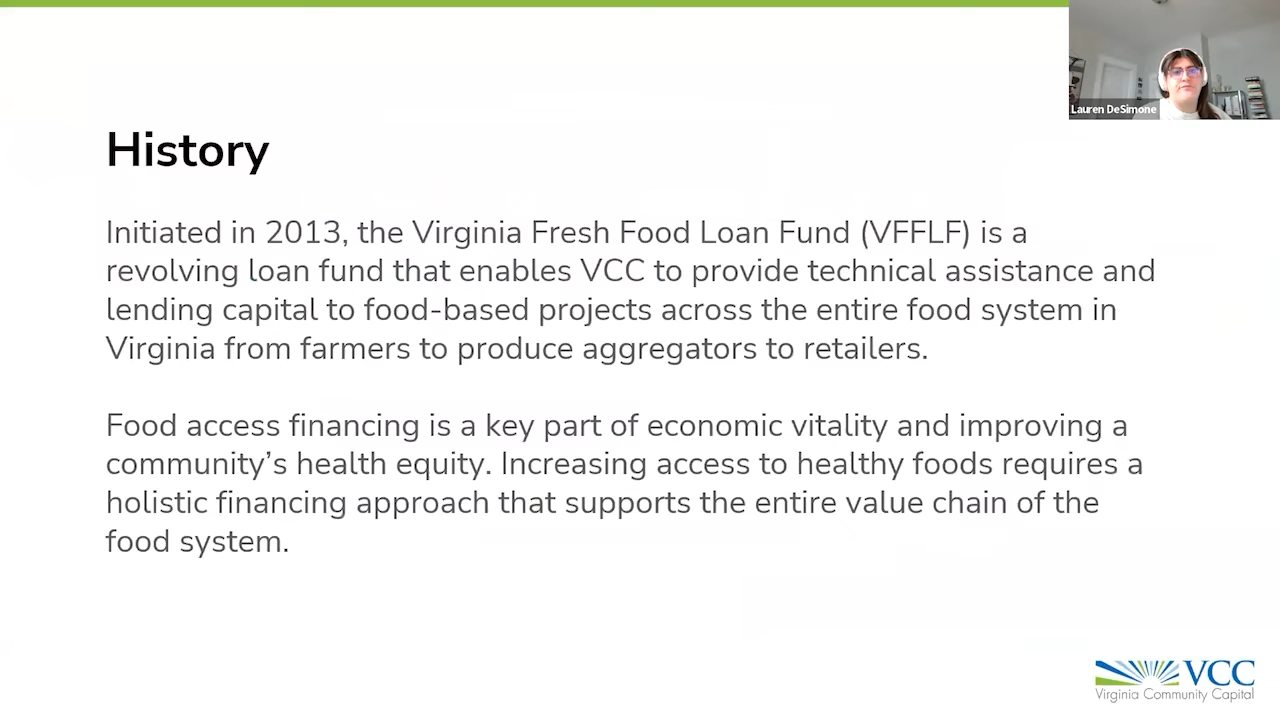 Lauren DeSimone
History
Initiated in 2013, the Virginia Fresh Food Loan Fund (VFFLF) is a
revolving loan fund that enables VCC to provide technical assistance and
lending capital to food-based projects across the entire food system in
Virginia from farmers to produce aggregators to retailers.
Food access financing is a key part of economic vitality and improving a
community’s health equity. Increasing access to healthy foods requires a
holistic financing approach that supports the entire value chain of the
food system.
VCC
Virginia Community Capital